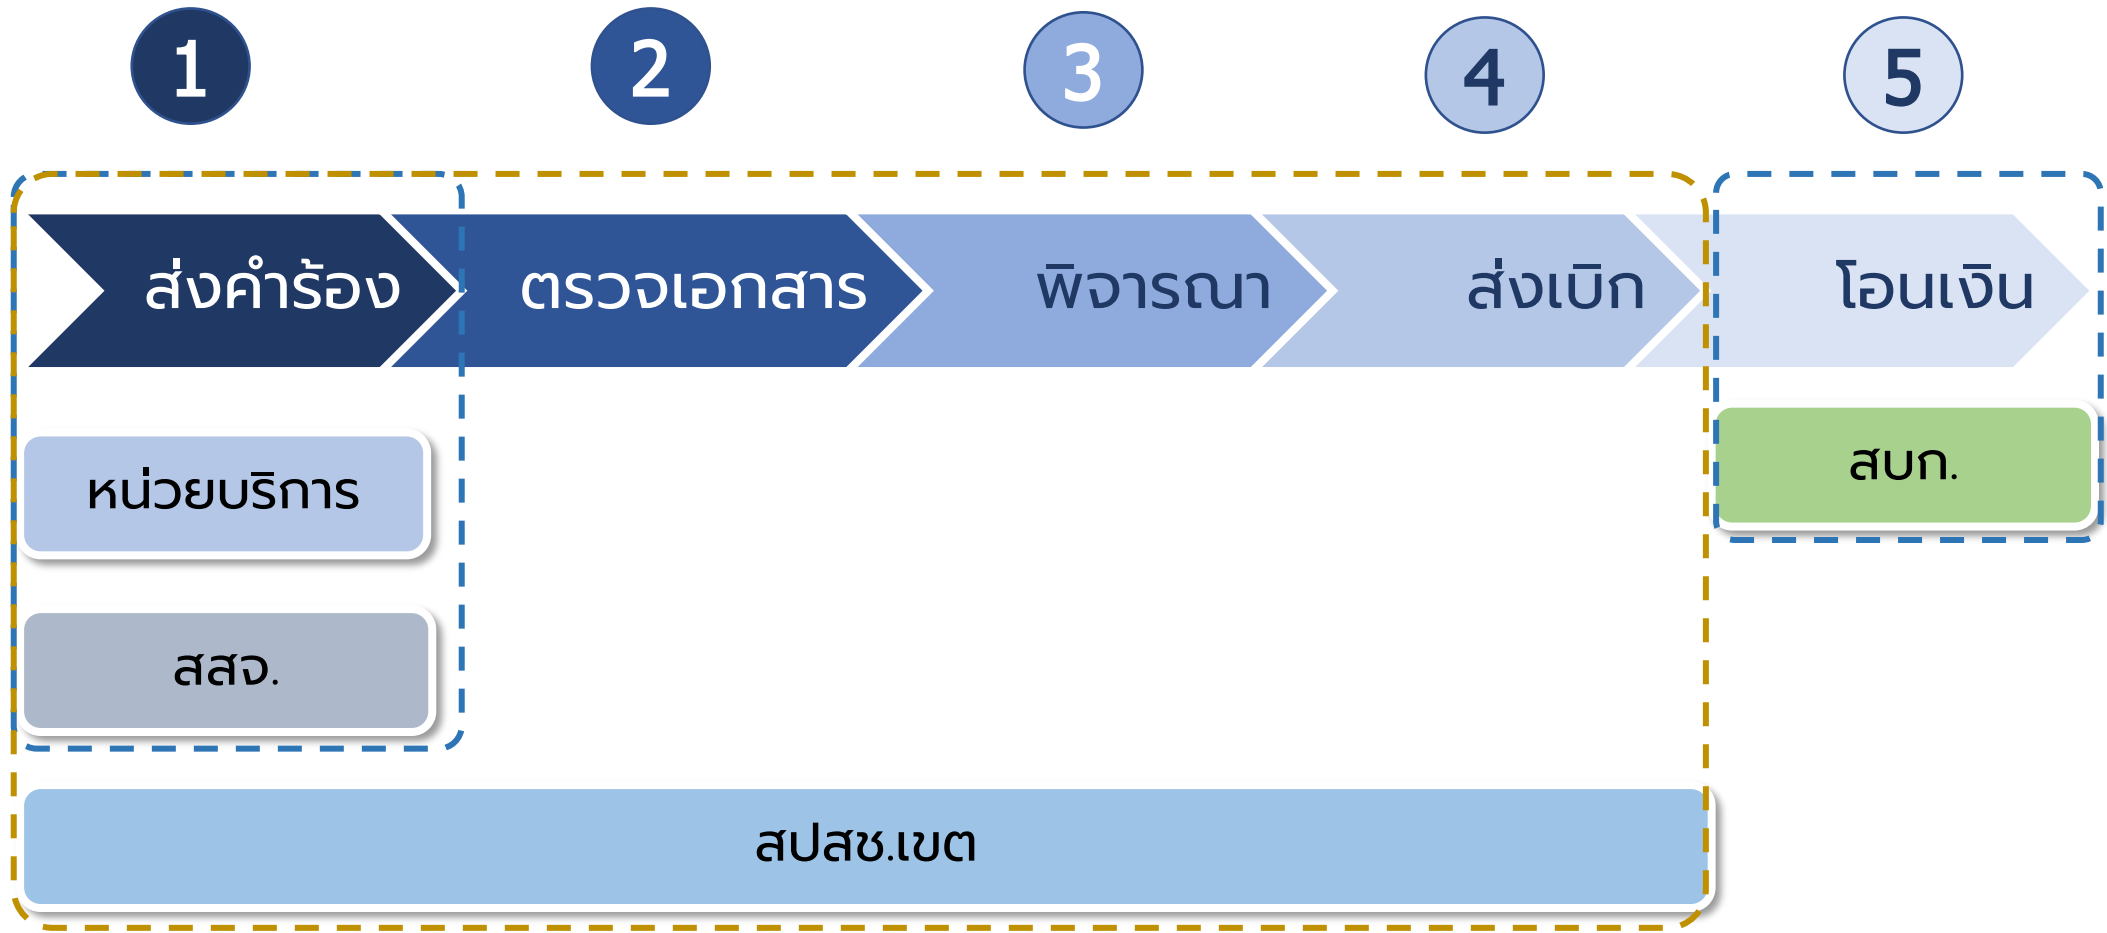 1
2
3
4
5
ส่งคำร้อง
ตรวจเอกสาร
พิจารณา
ส่งเบิก
โอนเงิน
หน่วยบริการ
สบก.
สสจ.
สปสช.เขต